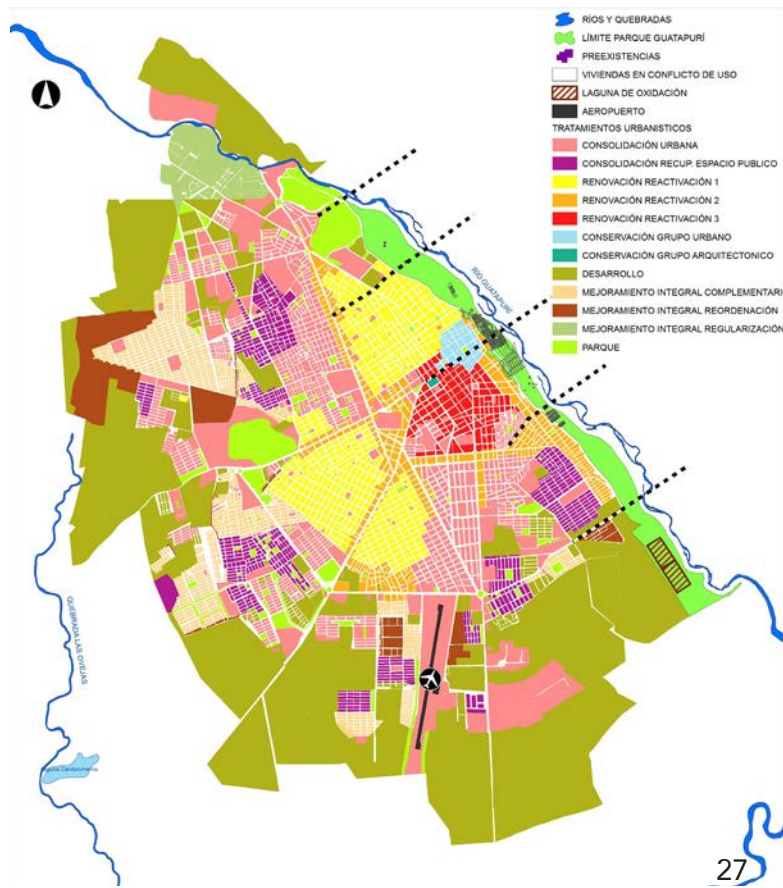 RÍOS Y QUEBRADAS
LÍMITE PARQUE GUATAPURÍ
PREEXISTENCIAS
VIVIENDAS EN CONFLICTO DE USO
LAGUNA DE OXIDACIÓN
AEROPUERTO
TRATAMIENTOS URBANISTICOS
CONSOLIDACIÓN URBANA
CONSOLIDACIÓN RECUP. ESPACIO PUBLICO
RENOVACIÓN REACTIVACIÓN 1
RENOVACIÓN REACTIVACIÓN 2
RENOVACIÓN REACTIVACIÓN 3
CONSERVACIÓN GRUPO URBANO
CONSERVACIÓN GRUPO ARQUITECTONICO
DESARROLLO
MEJORAMIENTO INTEGRAL COMPLEMENTARI
MEJORAMIENTO INTEGRAL REORDENACIÓN
MEJORAMIENTO INTEGRAL REGULARIZACIÓN
PARQUE
RÍO GUATAPURÍ
QUEBRADA LAS OVEJAS
27